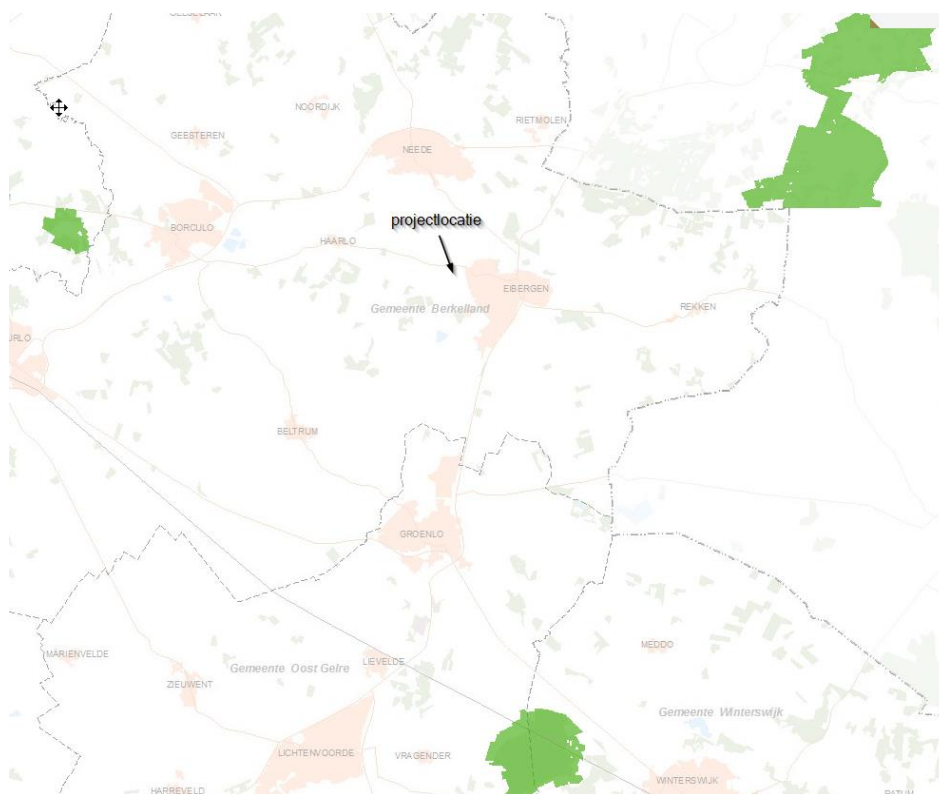 NOORDIJK
RIETMOLEN
GEESTEREN
NEEDE
projectlocatie
BORCULO
HAARLO
EIBERGEN
Gemeente Berkelland
REKKEN
URLO
BELTRUM
GROENLO
MEDDO
MARIENVELDE
LIEVELDE
Gemeente Oost Gelre
ZIEUWENT
Gemeente Winterswijk
LICHTENVOORDE
VRAGENDER
WINTERSWIJK
HARREVELD